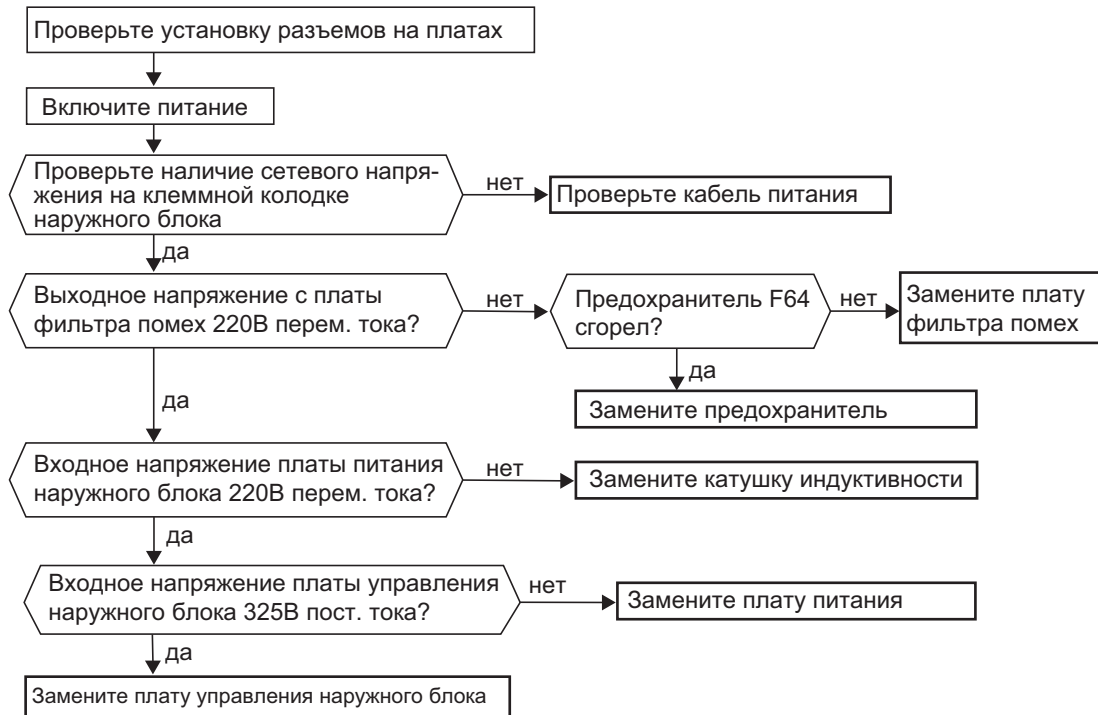 Проверьте установку разъемов на платах
Включите питание
Проверьте наличие сетевого напря-
жения на клеммной колодке
наружного блока
нет
Проверьте кабель питания
да
Выходное напряжение с платы
фильтра помех 220В перем. тока?
нет
Предохранитель F64
сгорел?
нет
Замените плату
фильтра помех
да
Замените предохранитель
да
Входное напряжение платы питания
наружного блока 220В перем. тока?
нет
Замените катушку индуктивности
да
Входное напряжение платы управления
наружного блока 325В пост. тока?
нет
Замените плату питания
да
Замените плату управления наружного блока